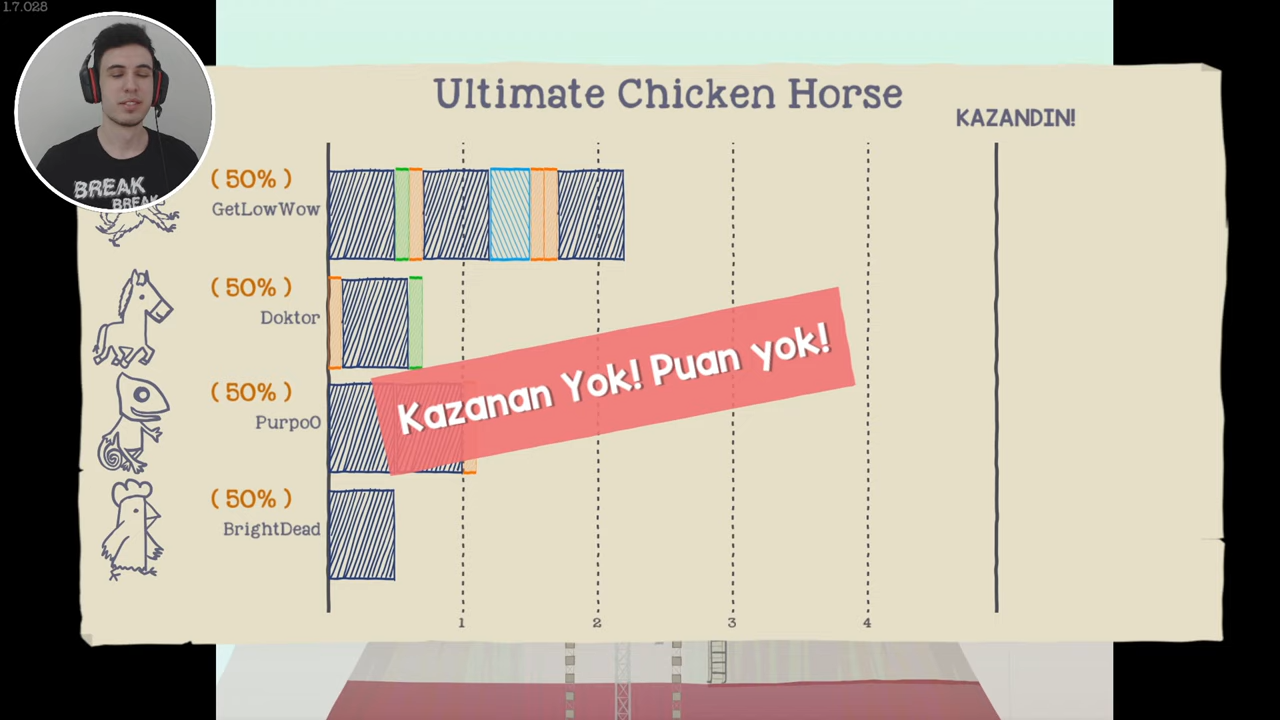 1.7.028
Ultimate Chicken Horse
KAZANDIN!
BREAK
BREAK
( 50% )
GetLowWow
( 50% )
Doktor
( 50% )
PurpoO
( 50% )
BrightDead
Kazanan Yok! Puan yok!
1 2 3 4